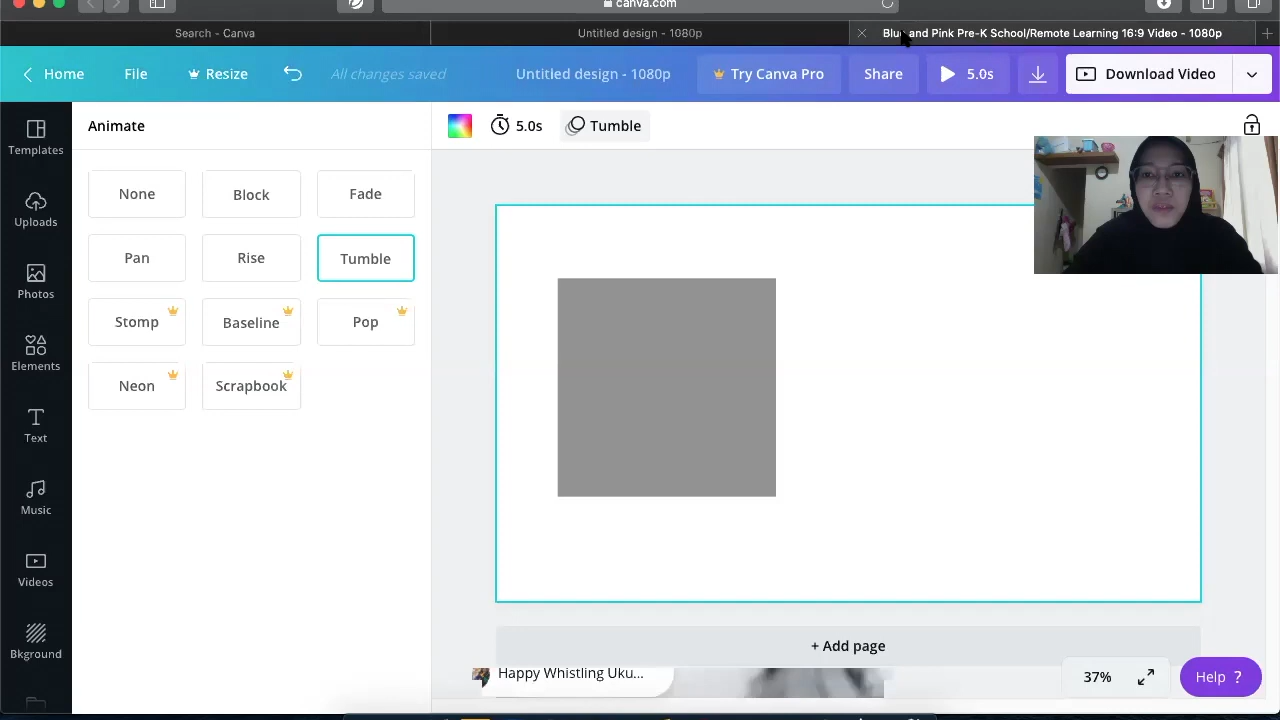 canva.com
Search - Canva
Untitled design - 1080p
Blue and Pink Pre-K School/Remote Learning 16:9 Video - 1080p
Home
File
Resize
All changes saved
Untitled design - 1080p
Try Canva Pro
Share
5.0s
Download Video
Templates
Uploads
Photos
Elements
Text
Music
Videos
Bkground
Animate
None
Block
Fade
Pan
Rise
Tumble
Stomp
Baseline
Pop
Neon
Scrapbook
5.0s
Tumble
+ Add page
Happy Whistling Uku...
37%
Help ?